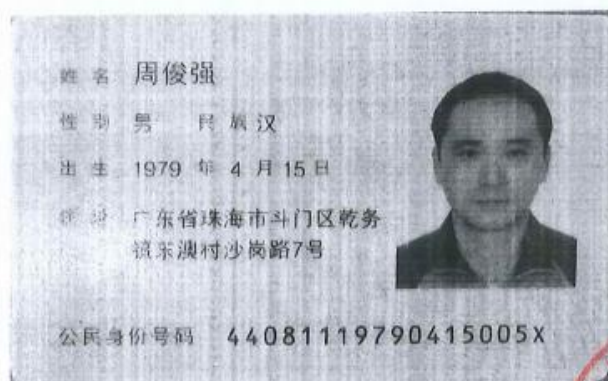 姓名 周俊强
性别 男 民族 汉
出生 1979 年 4 月 15 日
住址 广东省珠海市斗门区乾务
镇东澳村沙岗路7号
公民身份号码 44081119790415005X